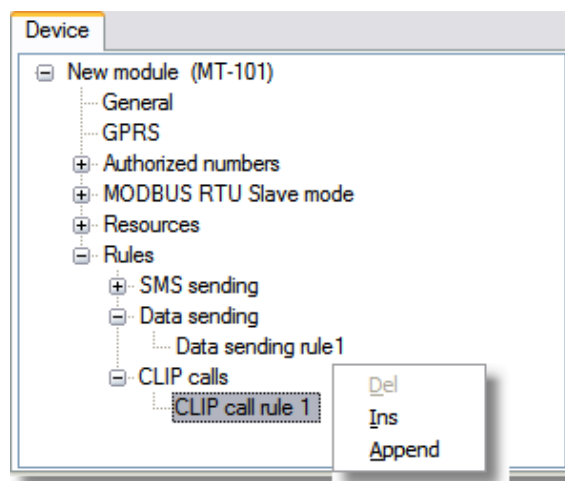 Device
New module (MT-101)
General
GPRS
Authorized numbers
MODBUS RTU Slave mode
Resources
Rules
SMS sending
Data sending
Data sending rule1
CLIP calls
CLIP call rule 1
Del
Ins
Append